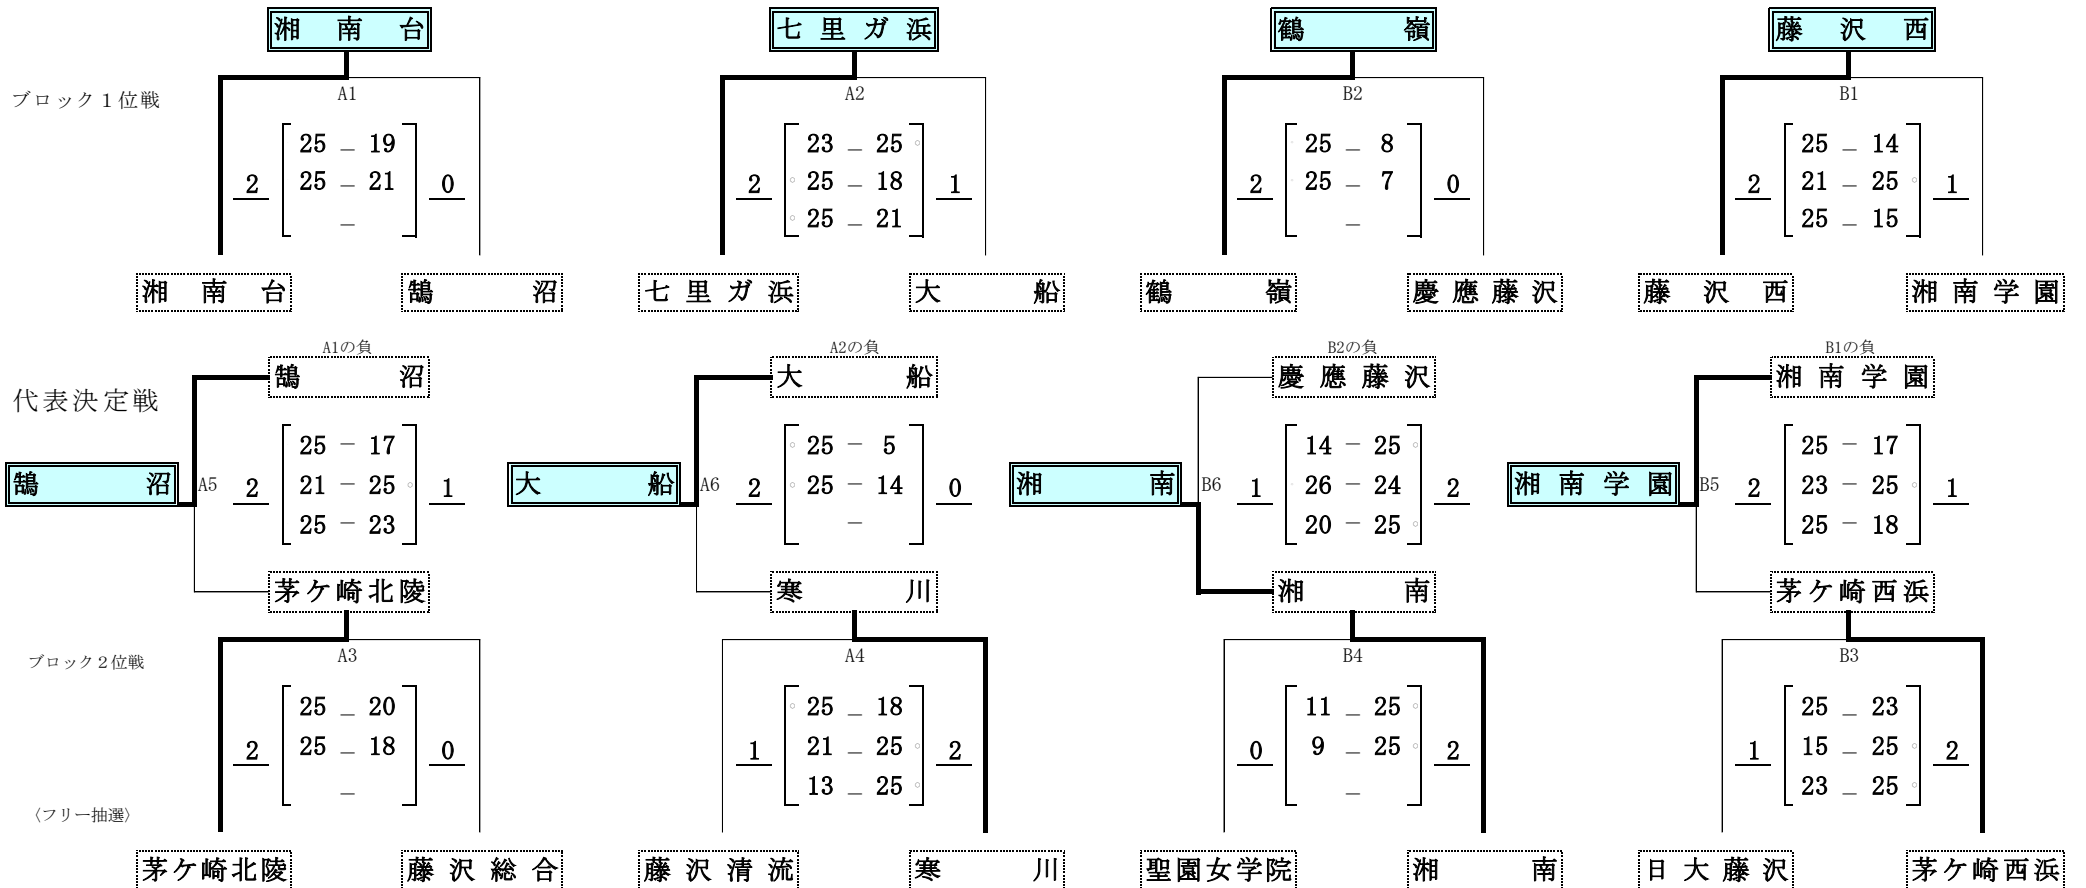 湘南台 七里ガ浜 鶴嶺 藤沢西
ブロック１位戦 A1 A2 B2 B1
25 － 19 23 － 25 25 － 8 25 － 14
2 25 － 21 0 2 25 － 18 1 2 25 － 7 0 2 21 － 25 1
－ 25 － 21 － 25 － 15
湘南台 鵠沼 七里ガ浜 大船 鶴嶺 慶應藤沢 藤沢西 湘南学園
A1の負 A2の負 B2の負 B1の負
鵠沼 大船 慶應藤沢 湘南学園
代表決定戦
25 － 17 25 － 5 14 － 25 25 － 17
鵠沼 A5 2 21 － 25 1 大船 A6 2 25 － 14 0 湘南 B6 1 26 － 24 2 湘南学園 B5 2 23 － 25 1
25 － 23 － 20 － 25 25 － 18
茅ケ崎北陵 寒川 湘南 茅ケ崎西浜
ブロック２位戦 A3 A4 B4 B3
25 － 20 25 － 18 11 － 25 25 － 23
2 25 － 18 0 1 21 － 25 2 0 9 － 25 2 1 15 － 25 2
－ 13 － 25 － 23 － 25
〈フリー抽選〉
茅ケ崎北陵 藤沢総合 藤沢清流 寒川 聖園女学院 湘南 日大藤沢 茅ケ崎西浜